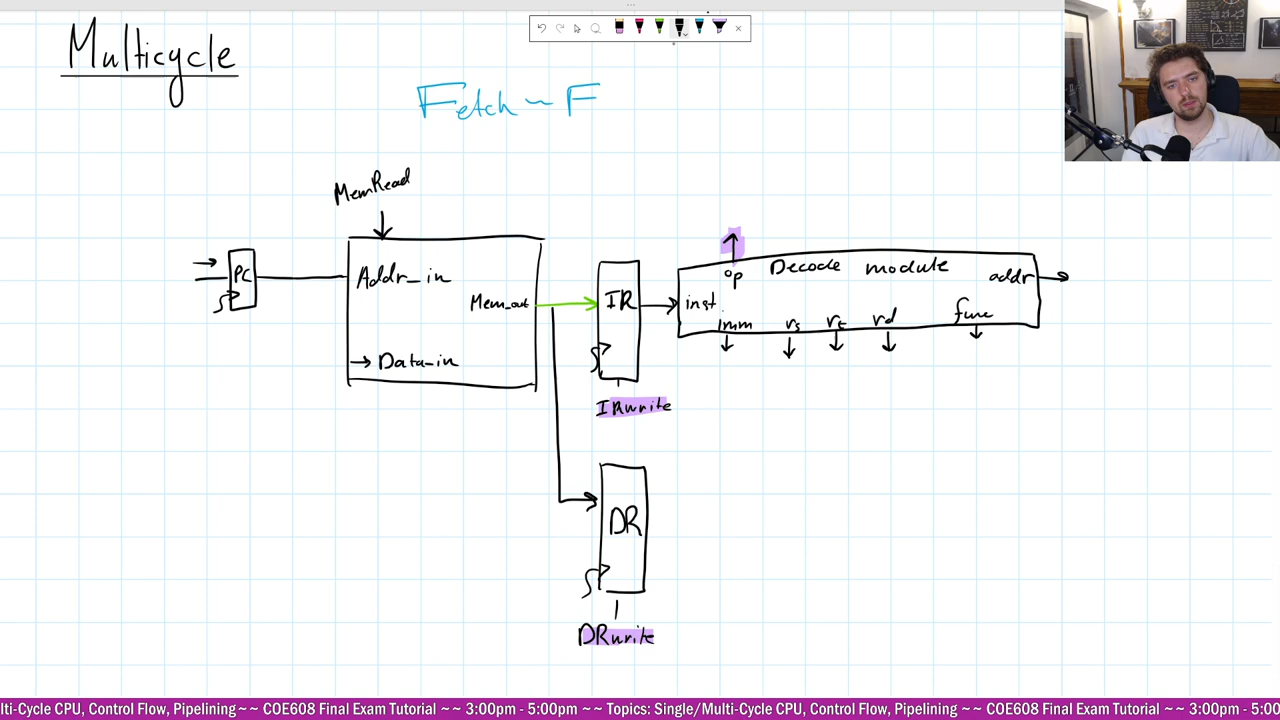 Multicycle
Fetch ~ F
MemRead
PC
Addr_in
Mem_out
Data_in
IR
IRwrite
inst
op
Decode module
addr
imm rs rt rd func
DR
DRwrite
lti-Cycle CPU, Control Flow, Pipelining ~~ COE608 Final Exam Tutorial ~~ 3:00pm - 5:00pm ~~ Topics: Single/Multi-Cycle CPU, Control Flow, Pipelining ~~ COE608 Final Exam Tutorial ~~ 3:00pm - 5:00